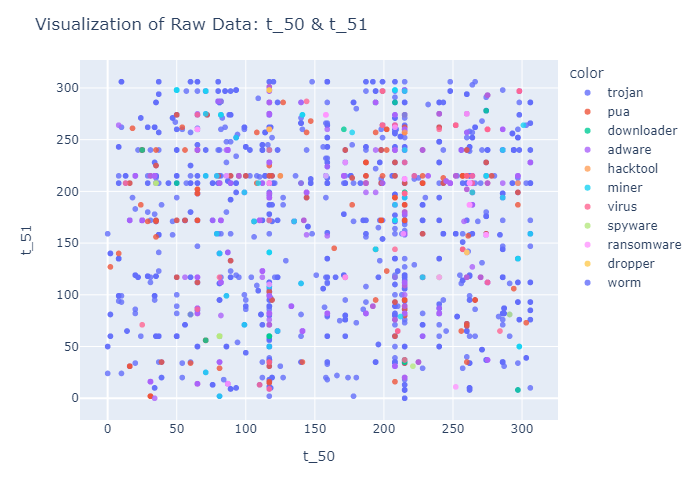 Visualization of Raw Data: t_50 & t_51
color
trojan
pua
downloader
adware
hacktool
miner
virus
spyware
ransomware
dropper
worm
t_51
300
250
200
150
100
50
0
0 50 100 150 200 250 300
t_50